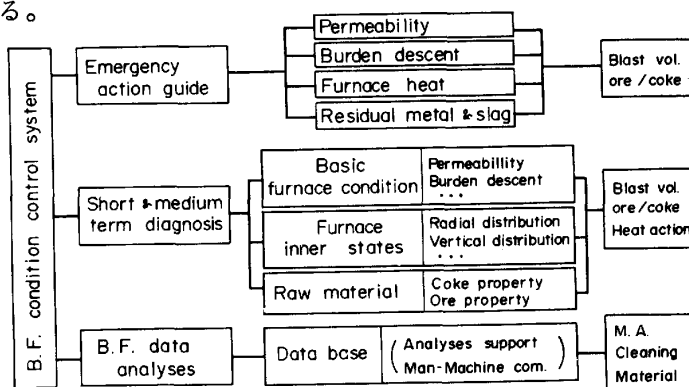 る。
B.F. condition control system
Emergency
action guide
Permeability
Burden descent
Furnace heat
Residual metal & slag
Blast vol.
ore/coke
Short & medium
term diagnosis
Basic
furnace condition
Permeabillity
Burden descent
...
Furnace
inner states
Radial distribution
Vertical distribution
...
Raw material
Coke property
Ore property
Blast vol.
ore/coke
Heat action
B.F. data
analyses
Data base
(Analyses support
Man-Machine com.)
M.A.
Cleaning
Material